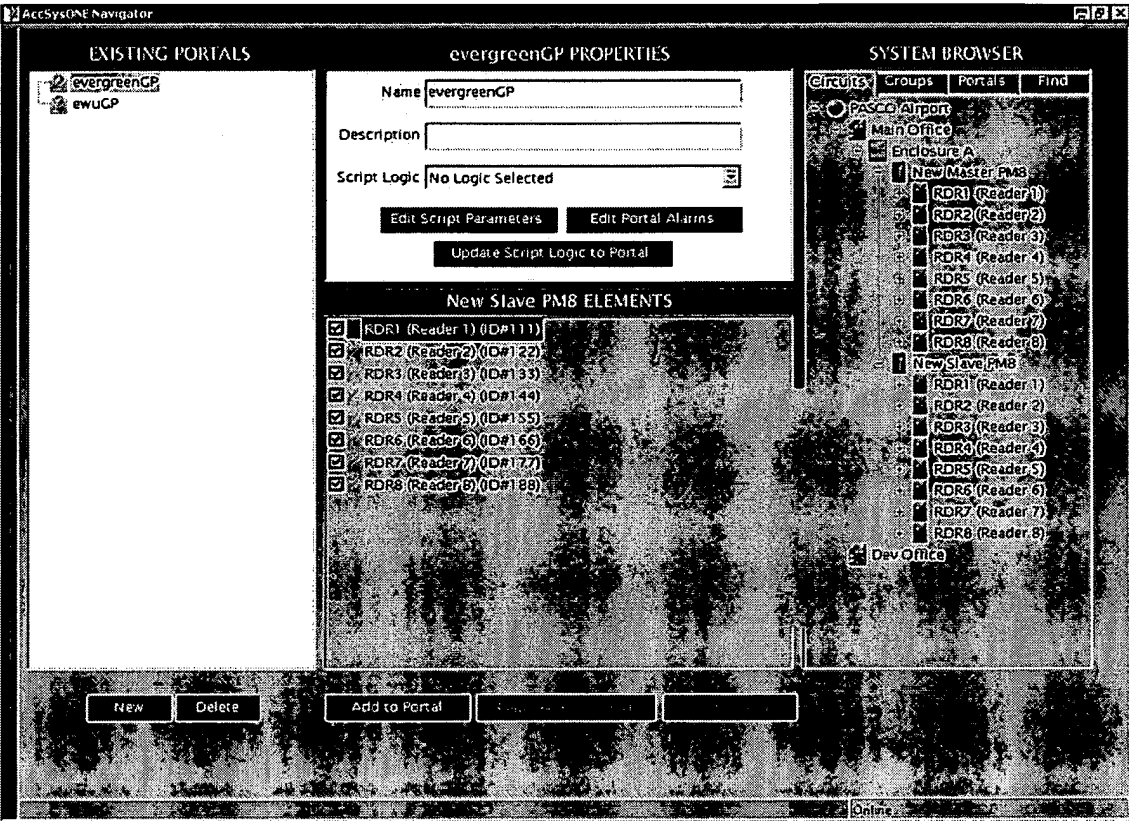 AccSysONE Navigator
EXISTING PORTALS
evergreenGP
ewuGP
evergreenGP PROPERTIES
Name evergreenGP
Description
Script Logic No Logic Selected
Edit Script Parameters
Edit Portal Alarms
Update Script Logic to Portal
New Slave PM8 ELEMENTS
RDR1 (Reader 1) (ID#111)
RDR2 (Reader 2) (ID#122)
RDR3 (Reader 3) (ID#133)
RDR4 (Reader 4) (ID#144)
RDR5 (Reader 5) (ID#155)
RDR6 (Reader 6) (ID#166)
RDR7 (Reader 7) (ID#177)
RDR8 (Reader 8) (ID#188)
SYSTEM BROWSER
Circuits Groups Portals Find
PASCO Airport
Main Office
Enclosure A
New Master PM8
RDR1 (Reader 1)
RDR2 (Reader 2)
RDR3 (Reader 3)
RDR4 (Reader 4)
RDR5 (Reader 5)
RDR6 (Reader 6)
RDR7 (Reader 7)
RDR8 (Reader 8)
New Slave PM8
RDR1 (Reader 1)
RDR2 (Reader 2)
RDR3 (Reader 3)
RDR4 (Reader 4)
RDR5 (Reader 5)
RDR6 (Reader 6)
RDR7 (Reader 7)
RDR8 (Reader 8)
Dev Office
New
Delete
Add to Portal
Online